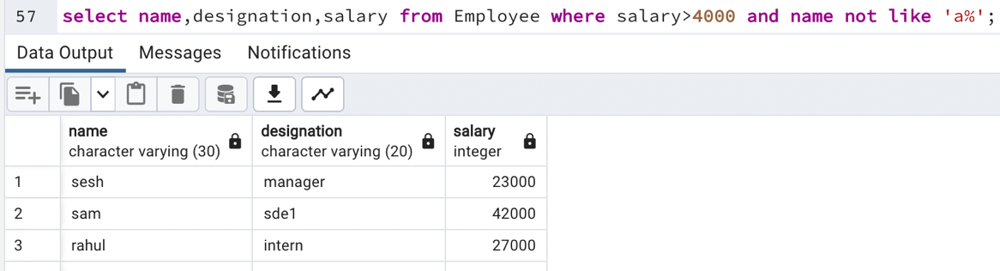 57 select name,designation,salary from Employee where salary>4000 and name not like 'a%';
Data Output Messages Notifications
name designation salary
character varying (30) character varying (20) integer
1 sesh manager 23000
2 sam sde1 42000
3 rahul intern 27000